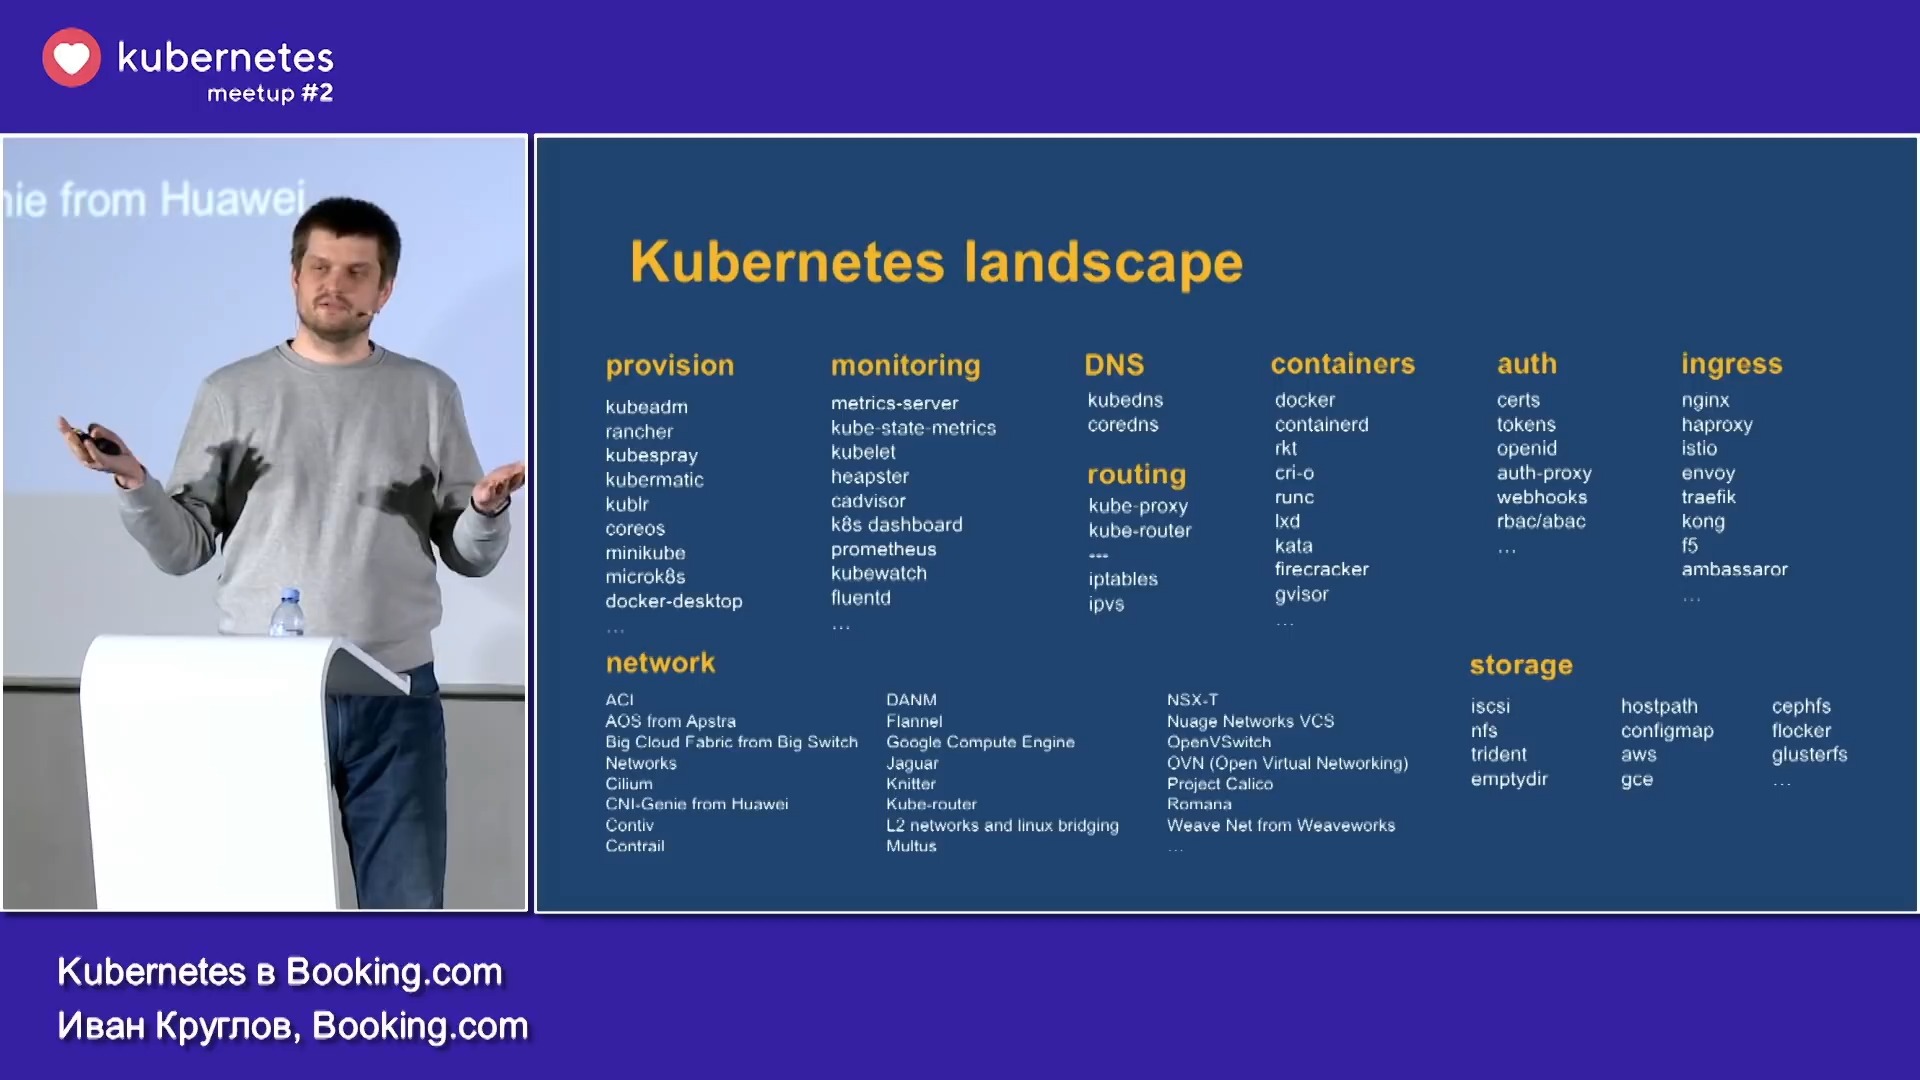 kubernetes
meetup #2
nie from Huawei
Kubernetes landscape
provision
kubeadm
rancher
kubespray
kubermatic
kublr
coreos
minikube
microk8s
docker-desktop
...
monitoring
metrics-server
kube-state-metrics
kubelet
heapster
cadvisor
k8s dashboard
prometheus
kubewatch
fluentd
...
DNS
kubedns
coredns
routing
kube-proxy
kube-router
---
iptables
ipvs
containers
docker
containerd
rkt
cri-o
runc
lxd
kata
firecracker
gvisor
...
auth
certs
tokens
openid
auth-proxy
webhooks
rbac/abac
...
ingress
nginx
haproxy
istio
envoy
traefik
kong
f5
ambassaror
...
network
ACI
AOS from Apstra
Big Cloud Fabric from Big Switch
Networks
Cilium
CNI-Genie from Huawei
Contiv
Contrail
DANM
Flannel
Google Compute Engine
Jaguar
Knitter
Kube-router
L2 networks and linux bridging
Multus
NSX-T
Nuage Networks VCS
OpenVSwitch
OVN (Open Virtual Networking)
Project Calico
Romana
Weave Net from Weaveworks
...
storage
iscsi
nfs
trident
emptydir
hostpath
configmap
aws
gce
cephfs
flocker
glusterfs
...
Kubernetes в Booking.com
Иван Круглов, Booking.com